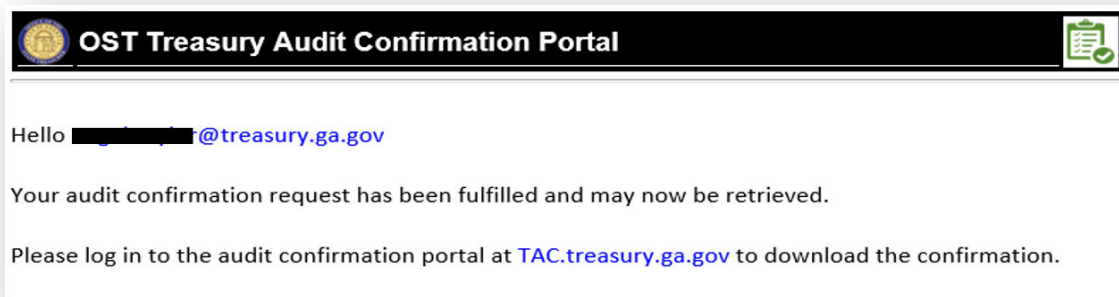 OST Treasury Audit Confirmation Portal
Hello @treasury.ga.gov
Your audit confirmation request has been fulfilled and may now be retrieved.
Please log in to the audit confirmation portal at TAC.treasury.ga.gov to download the confirmation.